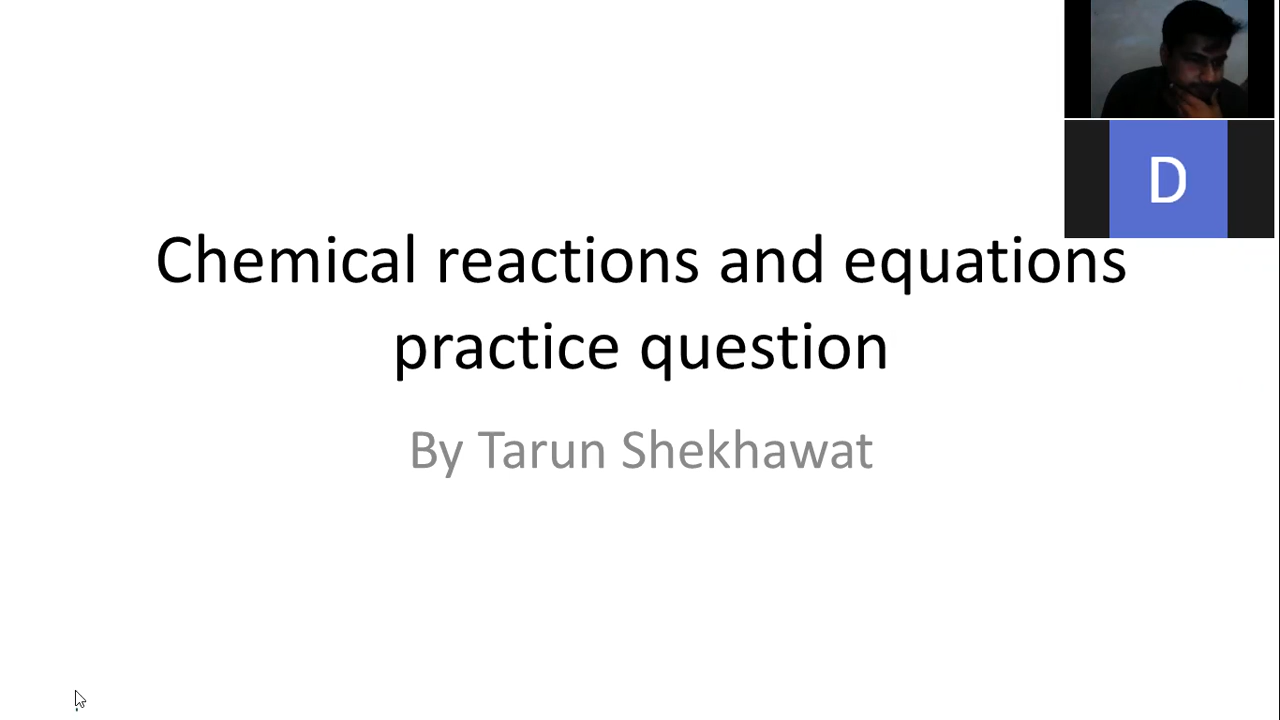 D
Chemical reactions and equations
practice question
By Tarun Shekhawat